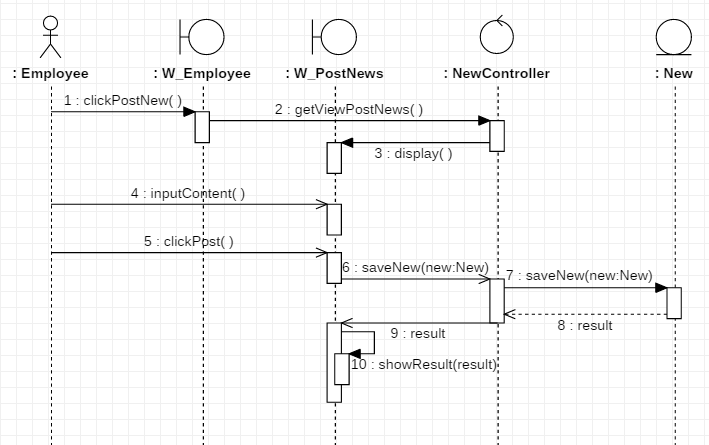 : Employee
: W_Employee
: W_PostNews
: NewController
: New
1 : clickPostNew( )
2 : getViewPostNews( )
3 : display( )
4 : inputContent( )
5 : clickPost( )
6 : saveNew(new:New)
7 : saveNew(new:New)
8 : result
9 : result
10 : showResult(result)